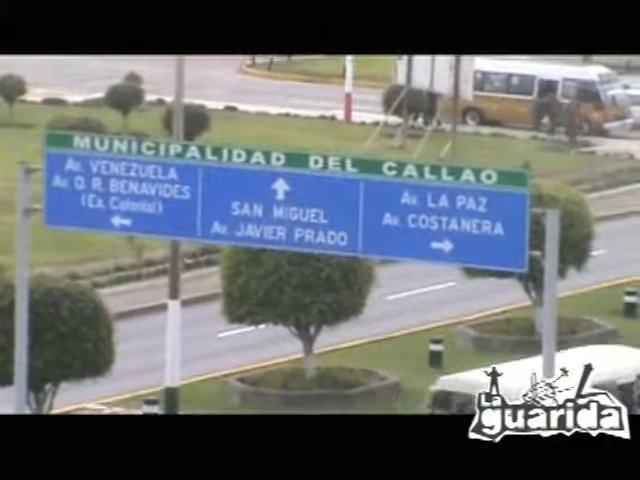 MUNICIPALIDAD DEL CALLAO
Av. VENEZUELA
Av. O. R. BENAVIDES
(Ex. Colonial)
SAN MIGUEL
Av. JAVIER PRADO
Av. LA PAZ
Av. COSTANERA
LA
guarida